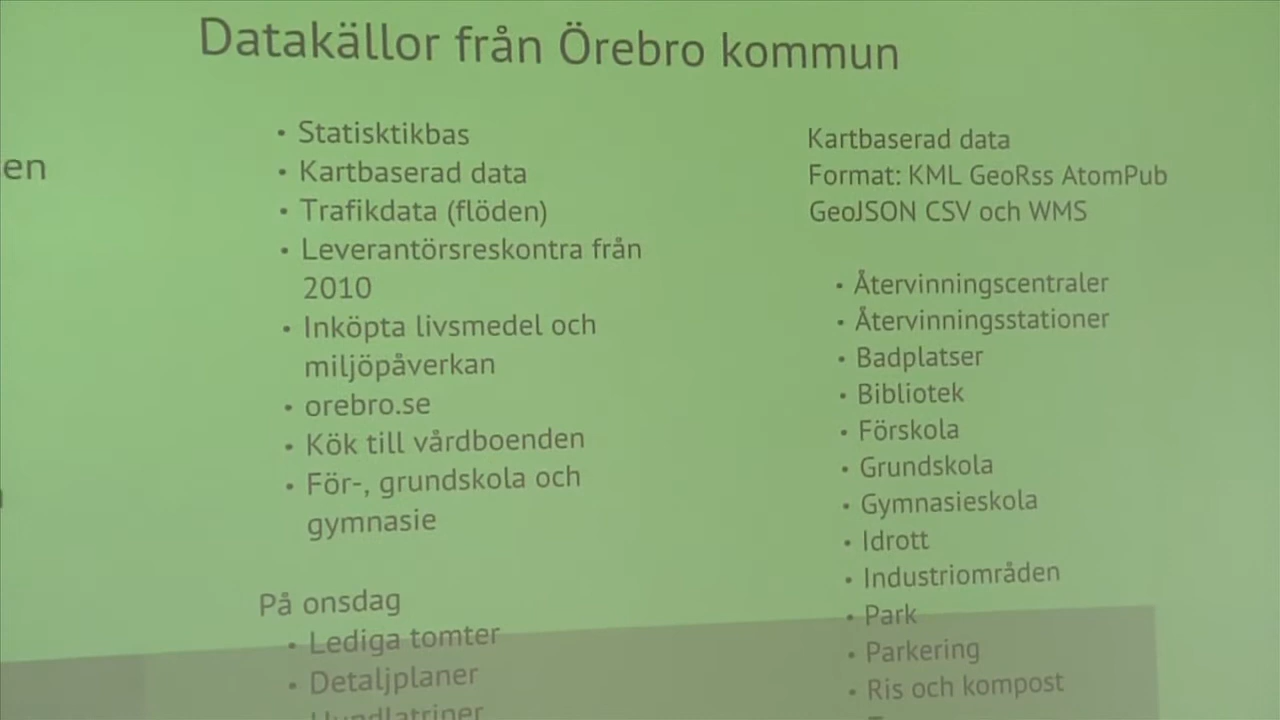 Datakällor från Örebro kommun
en
• Statisktikbas
• Kartbaserad data
• Trafikdata (flöden)
• Leverantörsreskontra från
2010
• Inköpta livsmedel och
miljöpåverkan
• orebro.se
• Kök till vårdboenden
• För-, grundskola och
gymnasie
På onsdag
• Lediga tomter
• Detaljplaner
Hundlatriner
Kartbaserad data
Format: KML GeoRss AtomPub
GeoJSON CSV och WMS
• Återvinningscentraler
• Återvinningsstationer
• Badplatser
• Bibliotek
• Förskola
• Grundskola
• Gymnasieskola
• Idrott
• Industriområden
• Park
• Parkering
• Ris och kompost